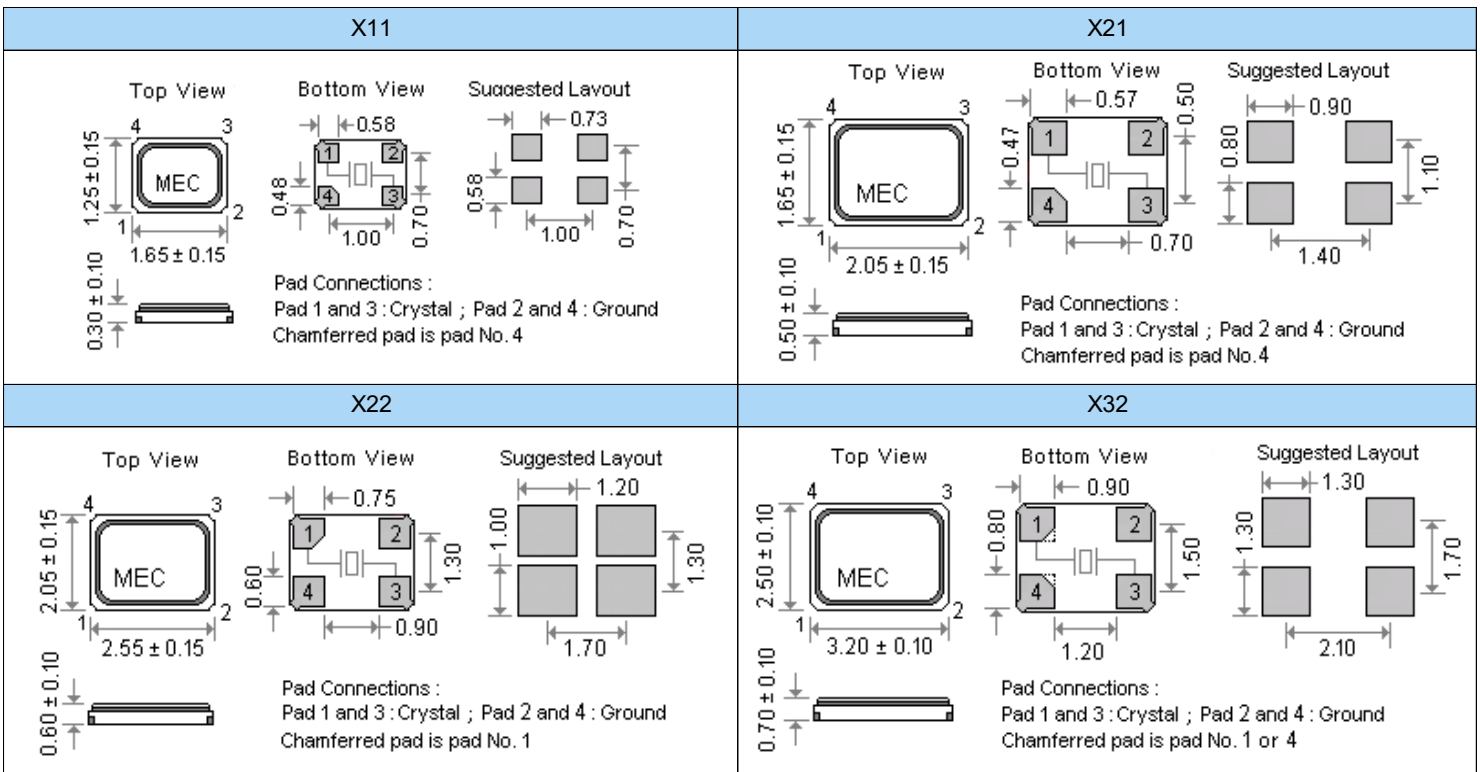 X11
Top View
Bottom View
Suggested Layout
4
3
MEC
1
2
1.25 ± 0.15
1.65 ± 0.15
0.30 ± 0.10
0.58
1
2
4
3
0.48
1.00
0.70
0.73
0.58
1.00
0.70
Pad Connections :
Pad 1 and 3 : Crystal ; Pad 2 and 4 : Ground
Chamferred pad is pad No. 4
X21
Top View
Bottom View
Suggested Layout
4
3
MEC
1
2
1.65 ± 0.15
2.05 ± 0.15
0.50 ± 0.10
0.57
0.50
1
2
4
3
0.47
0.70
0.90
0.80
1.10
1.40
Pad Connections :
Pad 1 and 3 : Crystal ; Pad 2 and 4 : Ground
Chamferred pad is pad No.4
X22
Top View
Bottom View
Suggested Layout
4
3
MEC
1
2
2.05 ± 0.15
2.55 ± 0.15
0.60 ± 0.10
0.75
1
2
4
3
0.60
1.30
0.90
1.20
1.00
1.30
1.70
Pad Connections :
Pad 1 and 3 : Crystal ; Pad 2 and 4 : Ground
Chamferred pad is pad No. 1
X32
Top View
Bottom View
Suggested Layout
4
3
MEC
1
2
2.50 ± 0.10
3.20 ± 0.10
0.70 ± 0.10
0.90
1
2
4
3
0.80
1.50
1.20
1.30
1.30
1.70
2.10
Pad Connections :
Pad 1 and 3 : Crystal ; Pad 2 and 4 : Ground
Chamferred pad is pad No. 1 or 4